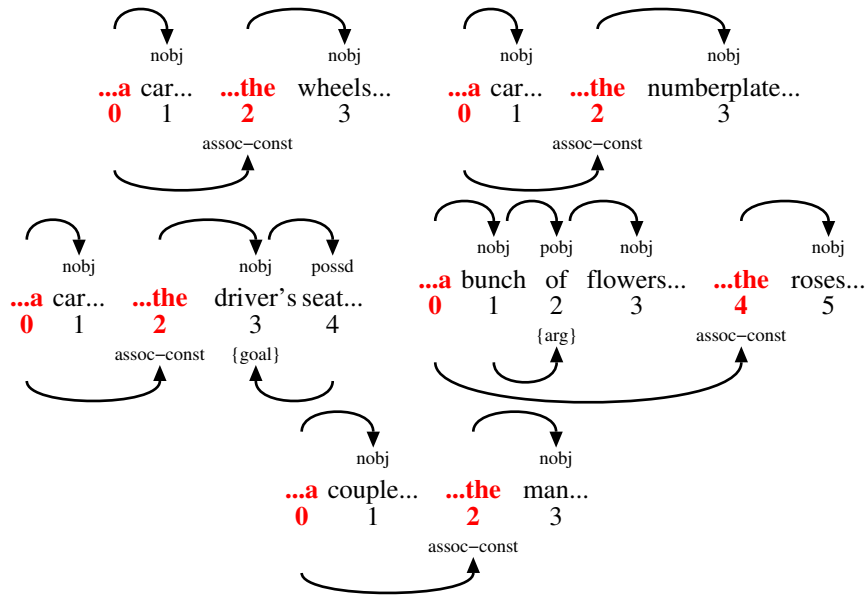 nobj nobj nobj nobj
...a car... ...the wheels... ...a car... ...the numberplate...
0 1 2 3 0 1 2 3
assoc−const assoc−const
nobj nobj possd nobj pobj nobj nobj
...a car... ...the driver's seat... ...a bunch of flowers... ...the roses...
0 1 2 3 4 0 1 2 3 4 5
assoc−const {goal} {arg} assoc−const
nobj nobj
...a couple... ...the man...
0 1 2 3
assoc−const